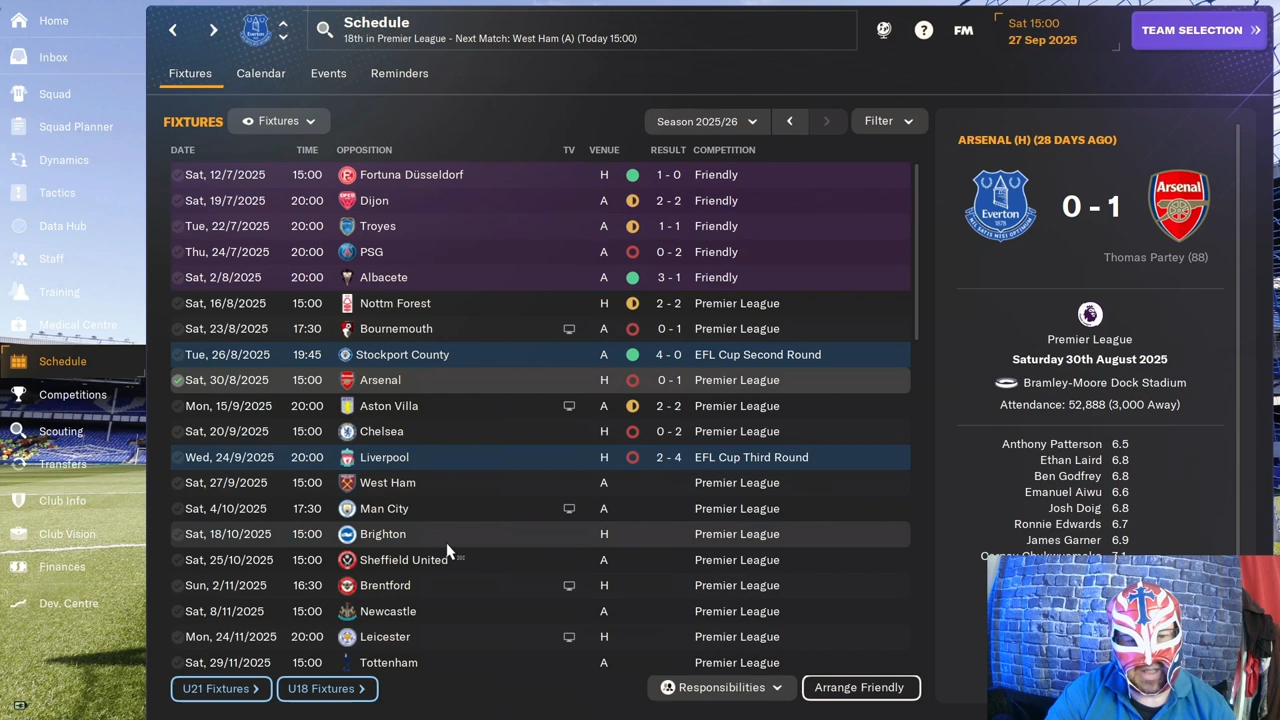 Home
Inbox
Squad
Squad Planner
Dynamics
Tactics
Data Hub
Staff
Training
Medical Centre
Schedule
Competitions
Scouting
Transfers
Club Info
Club Vision
Finances
Dev. Centre
Schedule
18th in Premier League - Next Match: West Ham (A) (Today 15:00)
FM
Sat 15:00
27 Sep 2025
TEAM SELECTION
Fixtures Calendar Events Reminders
FIXTURES Fixtures Season 2025/26 Filter
DATE TIME OPPOSITION TV VENUE RESULT COMPETITION
Sat, 12/7/2025 15:00 Fortuna Düsseldorf H 1 - 0 Friendly
Sat, 19/7/2025 20:00 Dijon A 2 - 2 Friendly
Tue, 22/7/2025 20:00 Troyes A 1 - 1 Friendly
Thu, 24/7/2025 20:00 PSG A 0 - 2 Friendly
Sat, 2/8/2025 20:00 Albacete A 3 - 1 Friendly
Sat, 16/8/2025 15:00 Nottm Forest H 2 - 2 Premier League
Sat, 23/8/2025 17:30 Bournemouth A 0 - 1 Premier League
Tue, 26/8/2025 19:45 Stockport County A 4 - 0 EFL Cup Second Round
Sat, 30/8/2025 15:00 Arsenal H 0 - 1 Premier League
Mon, 15/9/2025 20:00 Aston Villa A 2 - 2 Premier League
Sat, 20/9/2025 15:00 Chelsea H 0 - 2 Premier League
Wed, 24/9/2025 20:00 Liverpool H 2 - 4 EFL Cup Third Round
Sat, 27/9/2025 15:00 West Ham A Premier League
Sat, 4/10/2025 17:30 Man City A Premier League
Sat, 18/10/2025 15:00 Brighton H Premier League
Sat, 25/10/2025 15:00 Sheffield United A Premier League
Sun, 2/11/2025 16:30 Brentford H Premier League
Sat, 8/11/2025 15:00 Newcastle A Premier League
Mon, 24/11/2025 20:00 Leicester H Premier League
Sat, 29/11/2025 15:00 Tottenham A Premier League
U21 Fixtures U18 Fixtures Responsibilities Arrange Friendly
ARSENAL (H) (28 DAYS AGO)
Everton
1878
0 - 1
Arsenal
Thomas Partey (88)
Premier League
Saturday 30th August 2025
Bramley-Moore Dock Stadium
Attendance: 52,888 (3,000 Away)
Anthony Patterson 6.5
Ethan Laird 6.8
Ben Godfrey 6.8
Emanuel Aiwu 6.6
Josh Doig 6.8
Ronnie Edwards 6.7
James Garner 6.9